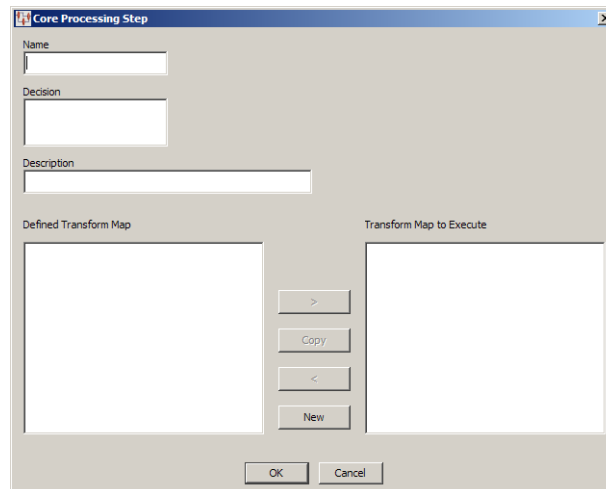 Core Processing Step
Name
Decision
Description
Defined Transform Map
Transform Map to Execute
>
Copy
<
New
OK
Cancel